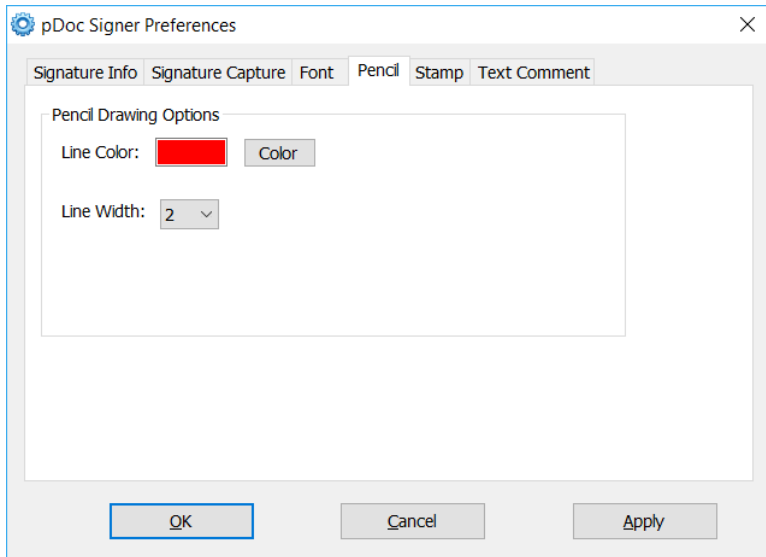 pDoc Signer Preferences
Signature Info Signature Capture Font Pencil Stamp Text Comment
Pencil Drawing Options
Line Color: Color
Line Width: 2
OK Cancel Apply